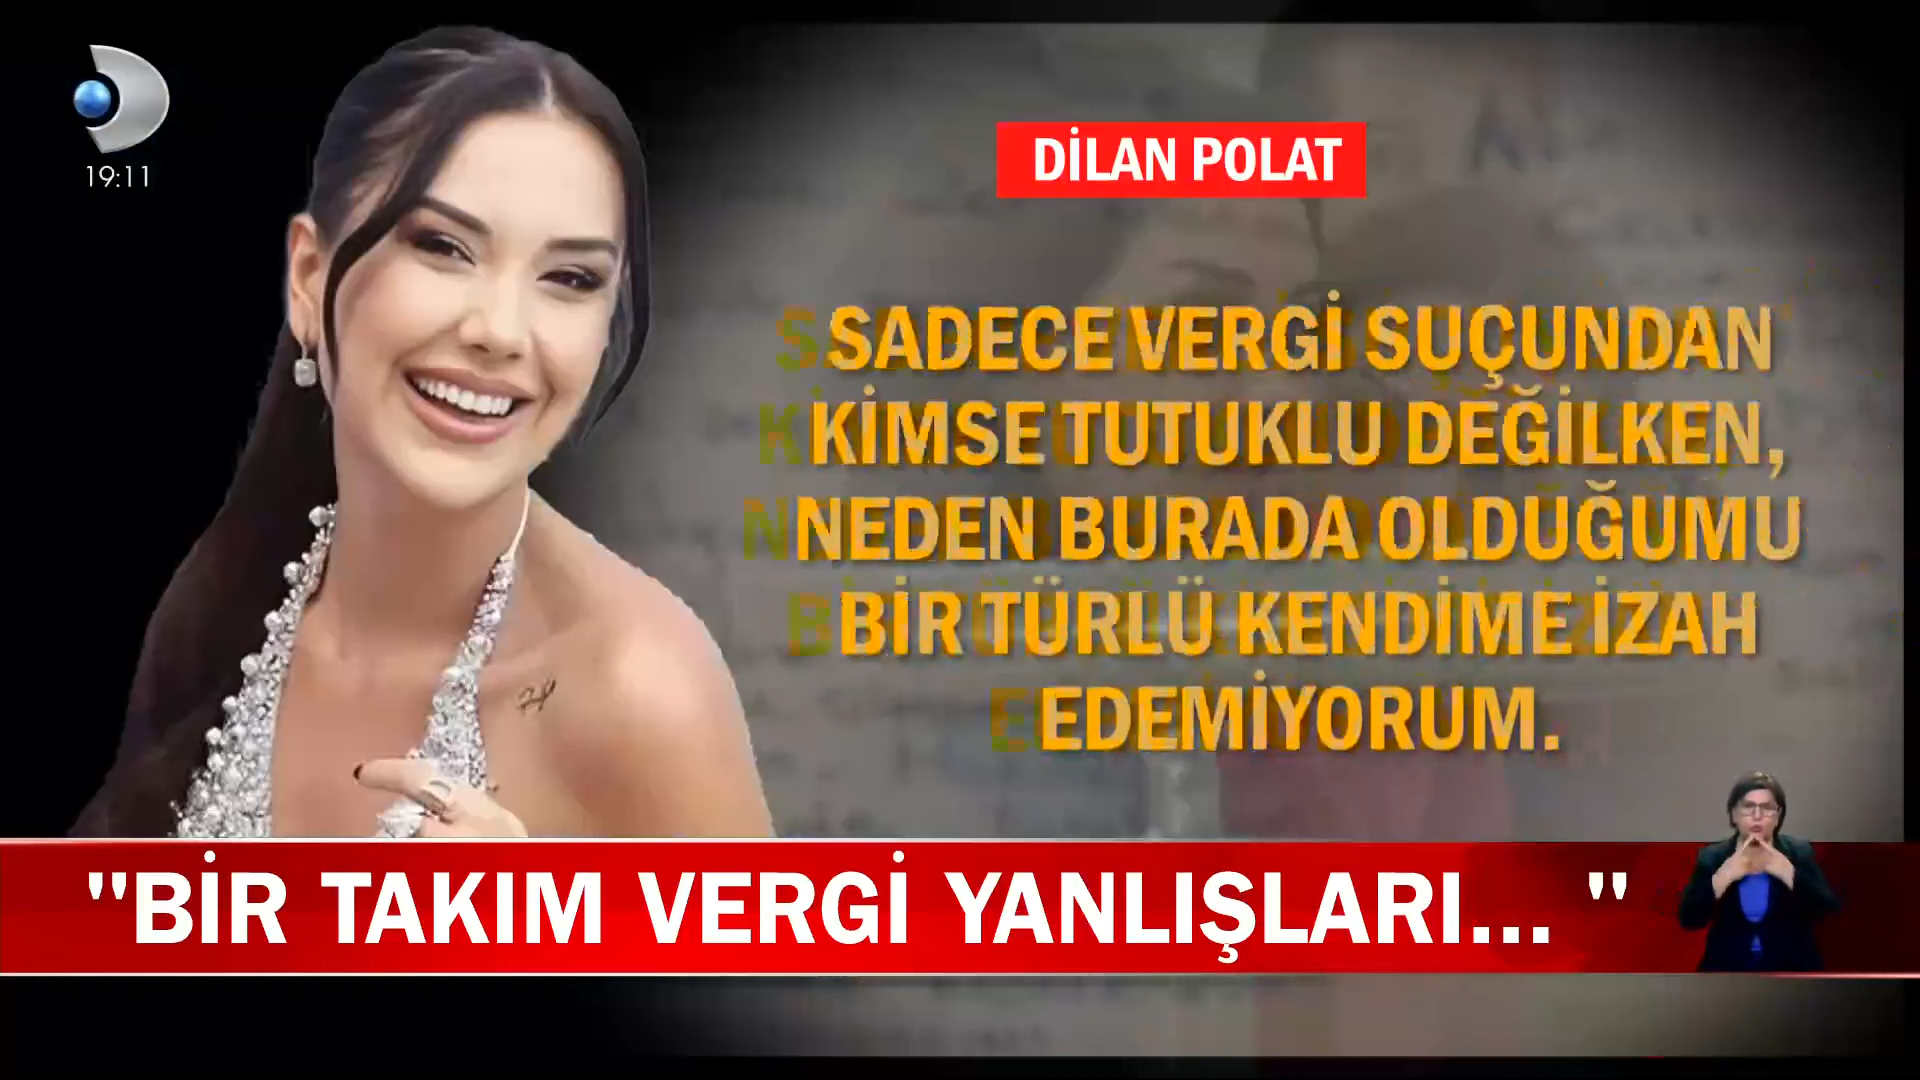 19:11
DİLAN POLAT
SADECE VERGİ SUÇUNDAN
KİMSE TUTUKLU DEĞİLKEN,
NEDEN BURADA OLDUĞUMU
BİR TÜRLÜ KENDİME İZAH
EDEMİYORUM.
"BİR TAKIM VERGİ YANLIŞLARI... "